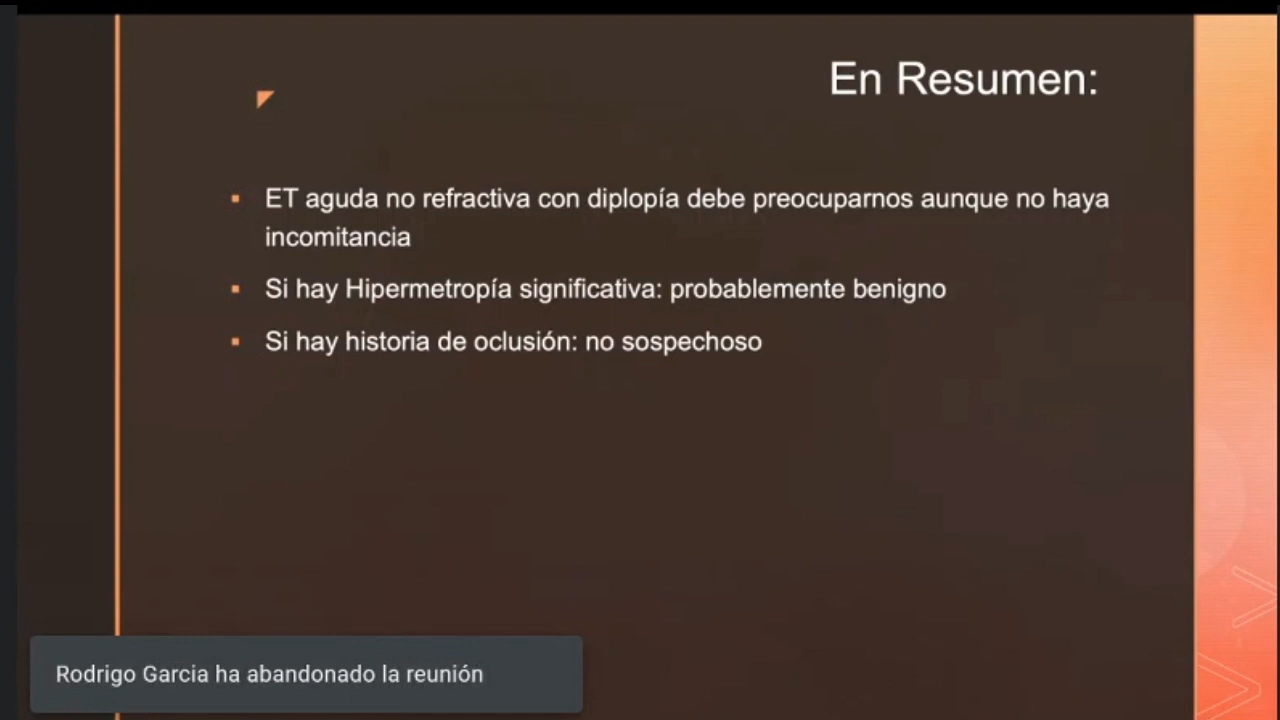 En Resumen:
ET aguda no refractiva con diplopía debe preocuparnos aunque no haya
incomitancia
Si hay Hipermetropía significativa: probablemente benigno
Si hay historia de oclusión: no sospechoso
Rodrigo Garcia ha abandonado la reunión